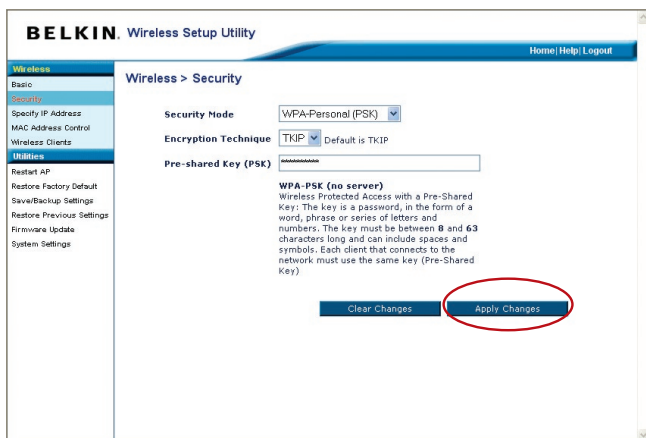 BELKIN. Wireless Setup Utility
Home| Help| Logout
Wireless
Basic
Security
Specify IP Address
MAC Address Control
Wireless Clients
Utilities
Restart AP
Restore Factory Default
Save/Backup Settings
Restore Previous Settings
Firmware Update
System Settings
Wireless > Security
Security Mode WPA-Personal (PSK)
Encryption Technique TKIP Default is TKIP
Pre-shared Key (PSK) **********
WPA-PSK (no server)
Wireless Protected Access with a Pre-Shared
Key: The key is a password, in the form of a
word, phrase or series of letters and
numbers. The key must be between 8 and 63
characters long and can include spaces and
symbols. Each client that connects to the
network must use the same key (Pre-Shared
Key)
Clear Changes
Apply Changes